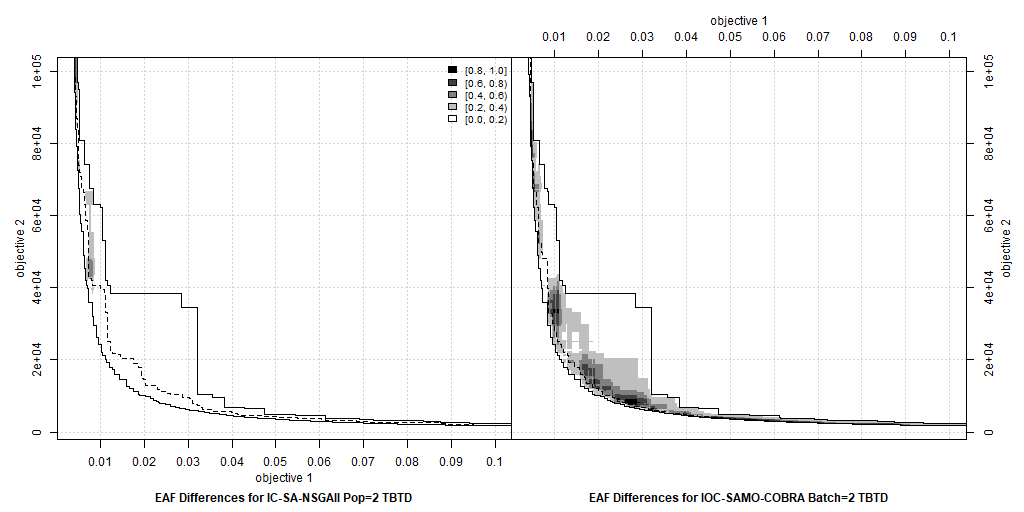 objective 1
0.01 0.02 0.03 0.04 0.05 0.06 0.07 0.08 0.09 0.1
[0.8, 1.0]
[0.6, 0.8)
[0.4, 0.6)
[0.2, 0.4)
[0.0, 0.2)
objective 2
1e+05
8e+04
6e+04
4e+04
2e+04
0
1e+05
8e+04
6e+04
4e+04
2e+04
0
objective 2
0.01 0.02 0.03 0.04 0.05 0.06 0.07 0.08 0.09 0.1
objective 1
EAF Differences for IC-SA-NSGAII Pop=2 TBTD
EAF Differences for IOC-SAMO-COBRA Batch=2 TBTD